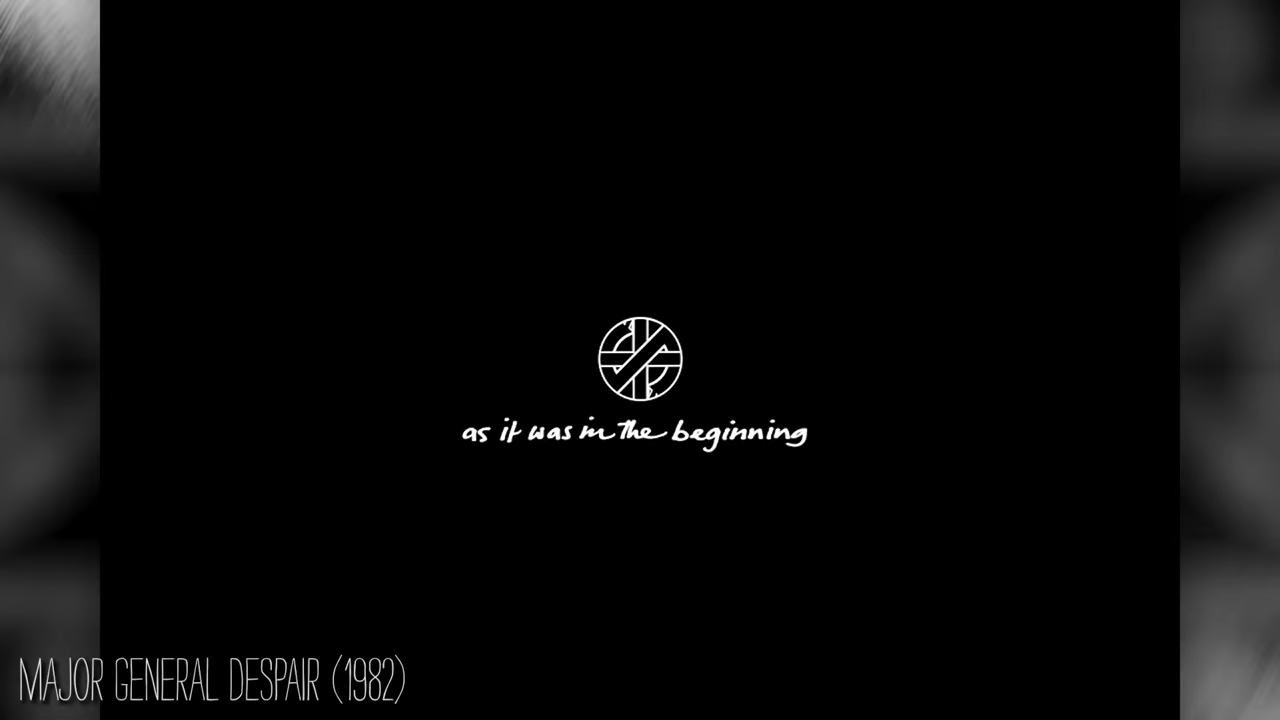 as it was in the beginning
MAJOR GENERAL DESPAIR (1982)